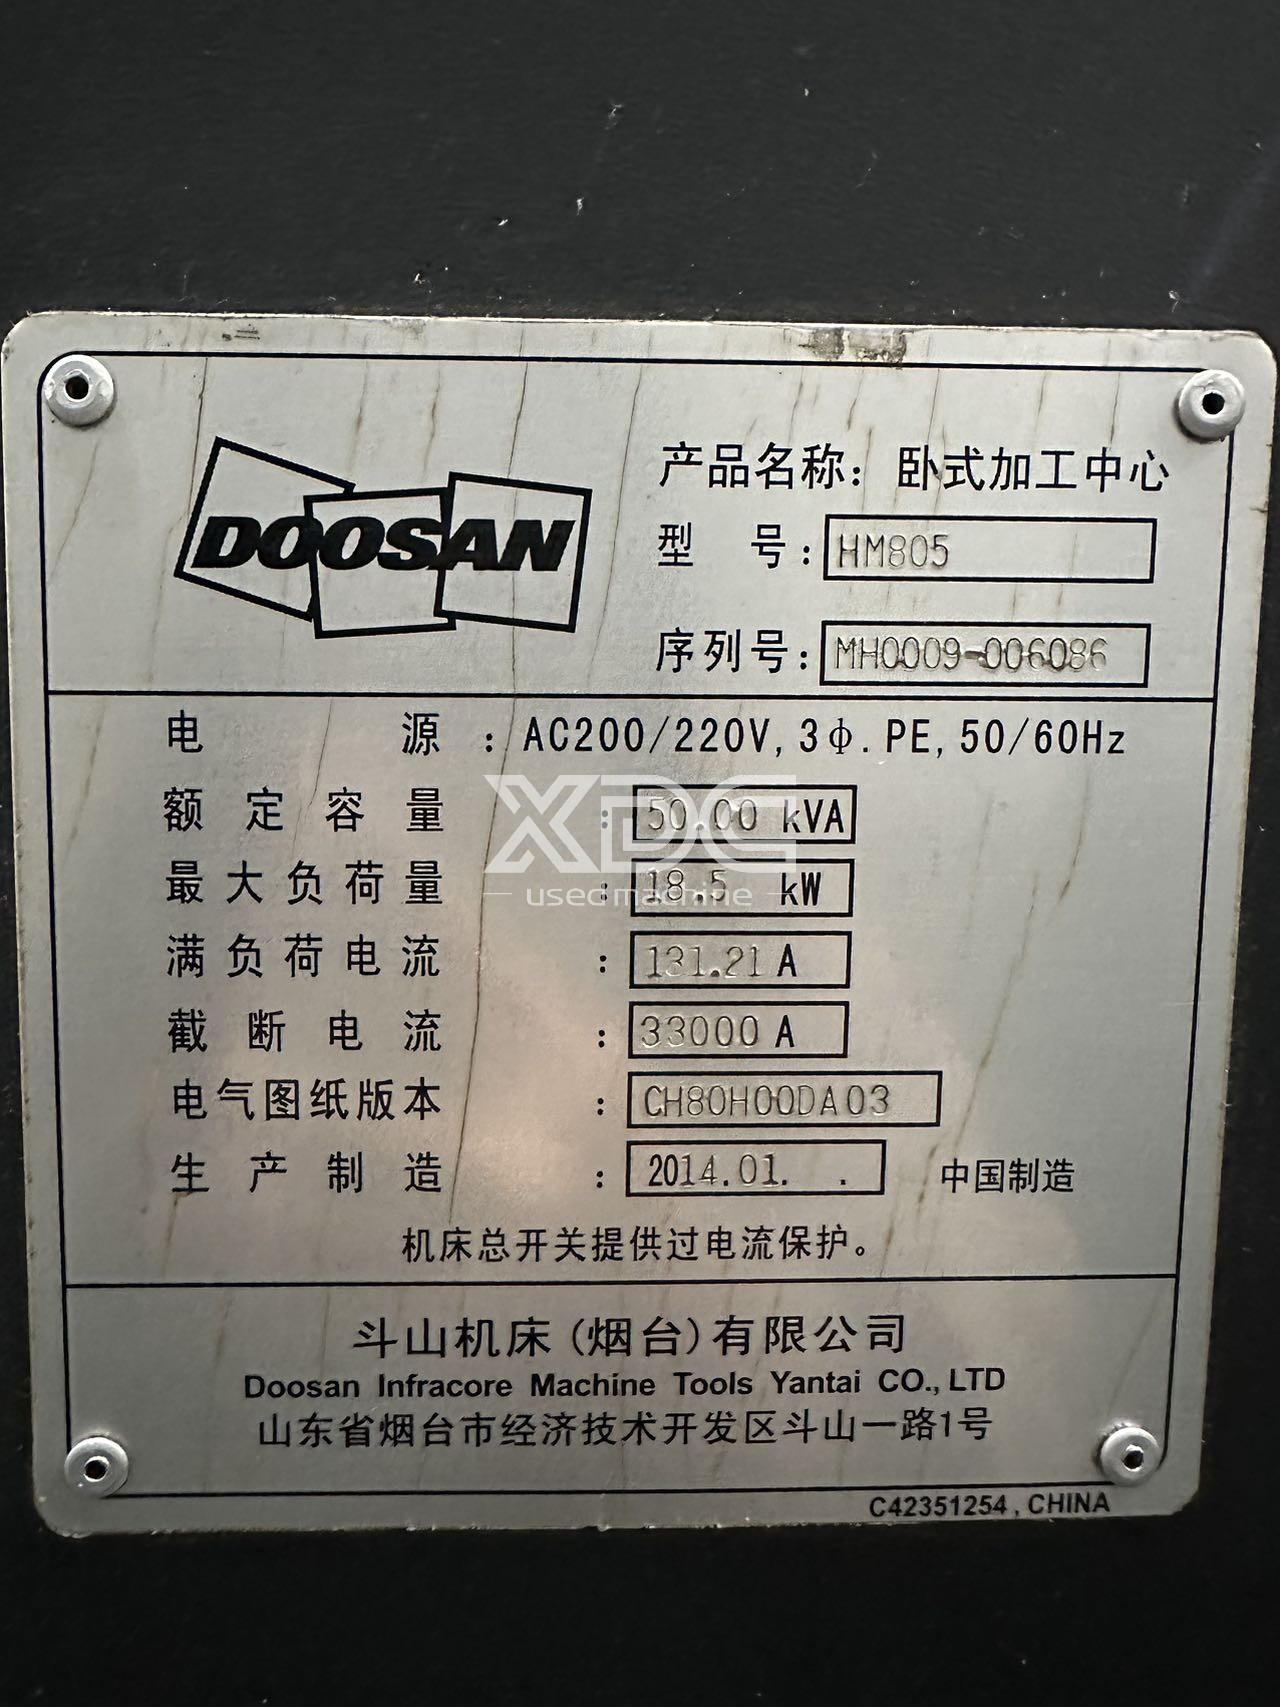 DOOSAN
产品名称：卧式加工中心
型 号：HM805
序列号：MH0009-006086
电 源：AC200/220V,3φ.PE,50/60Hz
额定容量：50.00 kVA
最大负荷量：18.5 kW
满负荷电流：131.21 A
截断电流：33000 A
电气图纸版本：CH80H00DA03
生产制造：2014.01. . 中国制造
机床总开关提供过电流保护。
斗山机床(烟台)有限公司
Doosan Infracore Machine Tools Yantai CO., LTD
山东省烟台市经济技术开发区斗山一路1号
C42351254, CHINA
XDC
used machine